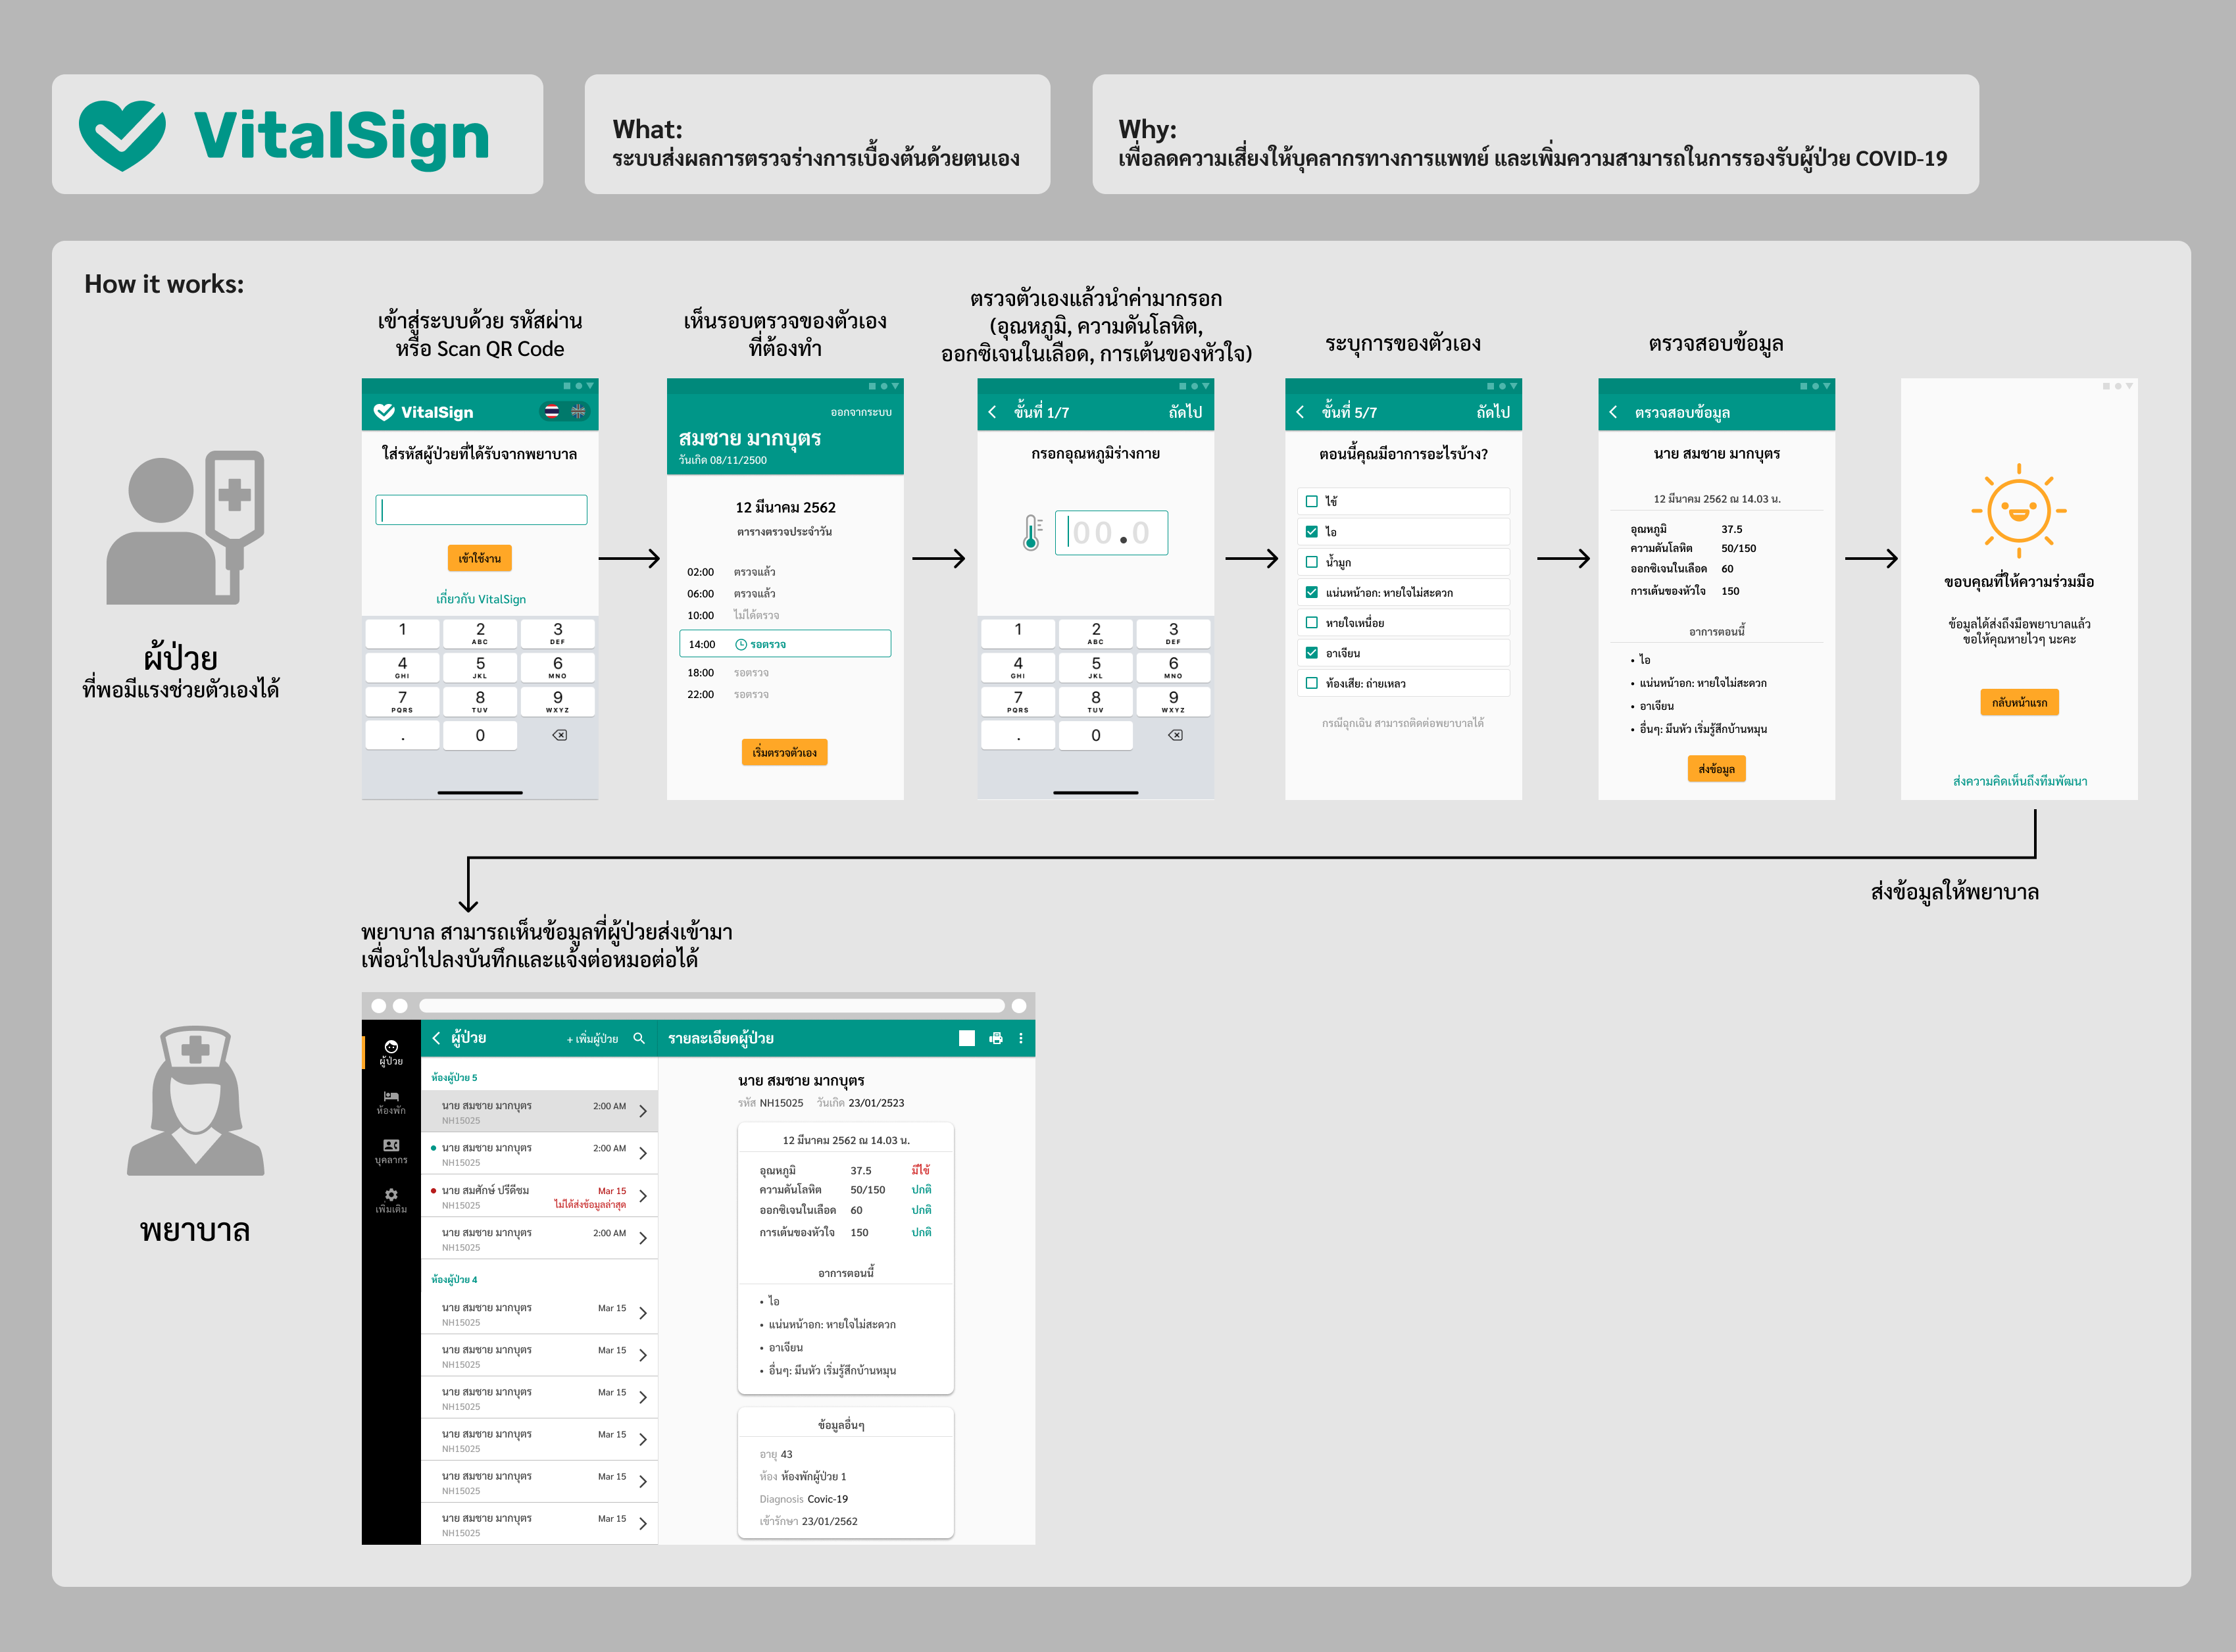 VitalSign
What:
ระบบส่งผลการตรวจร่างการเบื้องต้นด้วยตนเอง
Why:
เพื่อลดความเสี่ยงให้บุคลากรทางการแพทย์ และเพิ่มความสามารถในการรองรับผู้ป่วย COVID-19
How it works:
ผู้ป่วย
ที่พอมีแรงช่วยตัวเองได้
เข้าสู่ระบบด้วย รหัสผ่าน
หรือ Scan QR Code
VitalSign
ใส่รหัสผู้ป่วยที่ได้รับจากพยาบาล
เข้าใช้งาน
เกี่ยวกับ VitalSign
1 2 3
ABC DEF
4 5 6
GHI JKL MNO
7 8 9
PQRS TUV WXYZ
. 0
เห็นรอบตรวจของตัวเอง
ที่ต้องทำ
ออกจากระบบ
สมชาย มากบุตร
วันเกิด 08/11/2500
12 มีนาคม 2562
ตารางตรวจประจำวัน
02:00 ตรวจแล้ว
06:00 ตรวจแล้ว
10:00 ไม่ได้ตรวจ
14:00 รอตรวจ
18:00 รอตรวจ
22:00 รอตรวจ
เริ่มตรวจตัวเอง
ตรวจตัวเองแล้วนำค่ามากรอก
(อุณหภูมิ, ความดันโลหิต,
ออกซิเจนในเลือด, การเต้นของหัวใจ)
ขั้นที่ 1/7 ถัดไป
กรอกอุณหภูมิร่างกาย
00.0
1 2 3
ABC DEF
4 5 6
GHI JKL MNO
7 8 9
PQRS TUV WXYZ
. 0
ระบุการของตัวเอง
ขั้นที่ 5/7 ถัดไป
ตอนนี้คุณมีอาการอะไรบ้าง?
ไข้
ไอ
น้ำมูก
แน่นหน้าอก: หายใจไม่สะดวก
หายใจเหนื่อย
อาเจียน
ท้องเสีย: ถ่ายเหลว
กรณีฉุกเฉิน สามารถติดต่อพยาบาลได้
ตรวจสอบข้อมูล
ตรวจสอบข้อมูล
นาย สมชาย มากบุตร
12 มีนาคม 2562 ณ 14.03 น.
อุณหภูมิ 37.5
ความดันโลหิต 50/150
ออกซิเจนในเลือด 60
การเต้นของหัวใจ 150
อาการตอนนี้
• ไอ
• แน่นหน้าอก: หายใจไม่สะดวก
• อาเจียน
• อื่นๆ: มึนหัว เริ่มรู้สึกบ้านหมุน
ส่งข้อมูล
ขอบคุณที่ให้ความร่วมมือ
ข้อมูลได้ส่งถึงมือพยาบาลแล้ว
ขอให้คุณหายไวๆ นะคะ
กลับหน้าแรก
ส่งความคิดเห็นถึงทีมพัฒนา
ส่งข้อมูลให้พยาบาล
พยาบาล
พยาบาล สามารถเห็นข้อมูลที่ผู้ป่วยส่งเข้ามา
เพื่อนำไปลงบันทึกและแจ้งต่อหมอต่อได้
ผู้ป่วย
ห้องพัก
บุคลากร
เพิ่มเติม
ผู้ป่วย + เพิ่มผู้ป่วย
ห้องผู้ป่วย 5
นาย สมชาย มากบุตร 2:00 AM
NH15025
นาย สมชาย มากบุตร 2:00 AM
NH15025
นาย สมศักษ์ ปรีดีชม Mar 15
NH15025 ไม่ได้ส่งข้อมูลล่าสุด
นาย สมชาย มากบุตร 2:00 AM
NH15025
ห้องผู้ป่วย 4
นาย สมชาย มากบุตร Mar 15
NH15025
นาย สมชาย มากบุตร Mar 15
NH15025
นาย สมชาย มากบุตร Mar 15
NH15025
นาย สมชาย มากบุตร Mar 15
NH15025
นาย สมชาย มากบุตร Mar 15
NH15025
นาย สมชาย มากบุตร Mar 15
NH15025
รายละเอียดผู้ป่วย
นาย สมชาย มากบุตร
รหัส NH15025 วันเกิด 23/01/2523
12 มีนาคม 2562 ณ 14.03 น.
อุณหภูมิ 37.5 มีไข้
ความดันโลหิต 50/150 ปกติ
ออกซิเจนในเลือด 60 ปกติ
การเต้นของหัวใจ 150 ปกติ
อาการตอนนี้
• ไอ
• แน่นหน้าอก: หายใจไม่สะดวก
• อาเจียน
• อื่นๆ: มึนหัว เริ่มรู้สึกบ้านหมุน
ข้อมูลอื่นๆ
อายุ 43
ห้อง ห้องพักผู้ป่วย 1
Diagnosis Covic-19
เข้ารักษา 23/01/2562